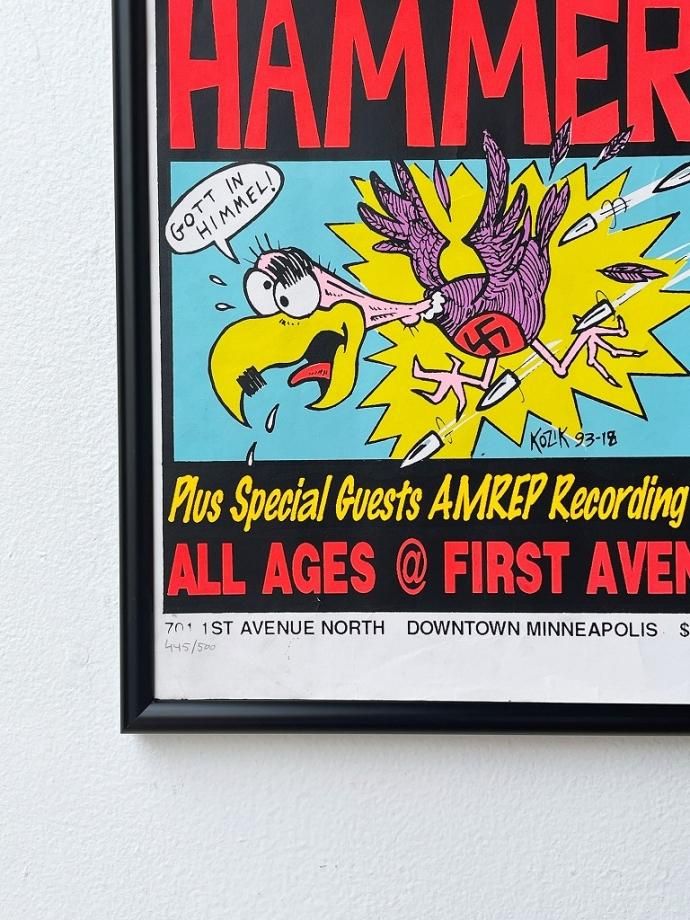 HAMMER
GOTT IN
HIMMEL!
KOZIK 93-18
Plus Special Guests AMREP Recording
ALL AGES @ FIRST AVEN
701 1ST AVENUE NORTH DOWNTOWN MINNEAPOLIS $
445/500